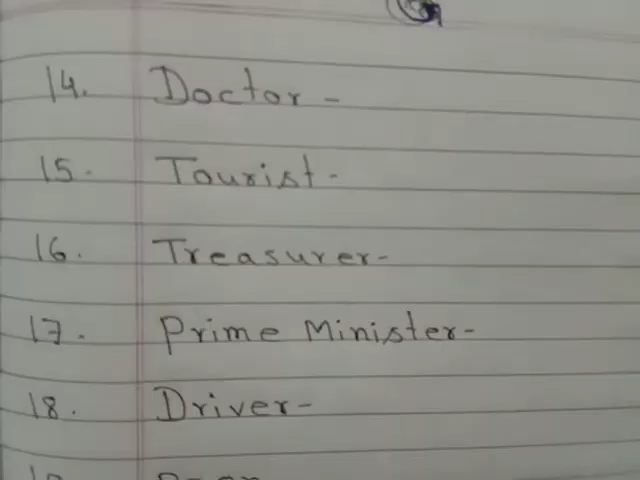 14. Doctor -
15. Tourist -
16. Treasurer -
17. Prime Minister -
18. Driver -